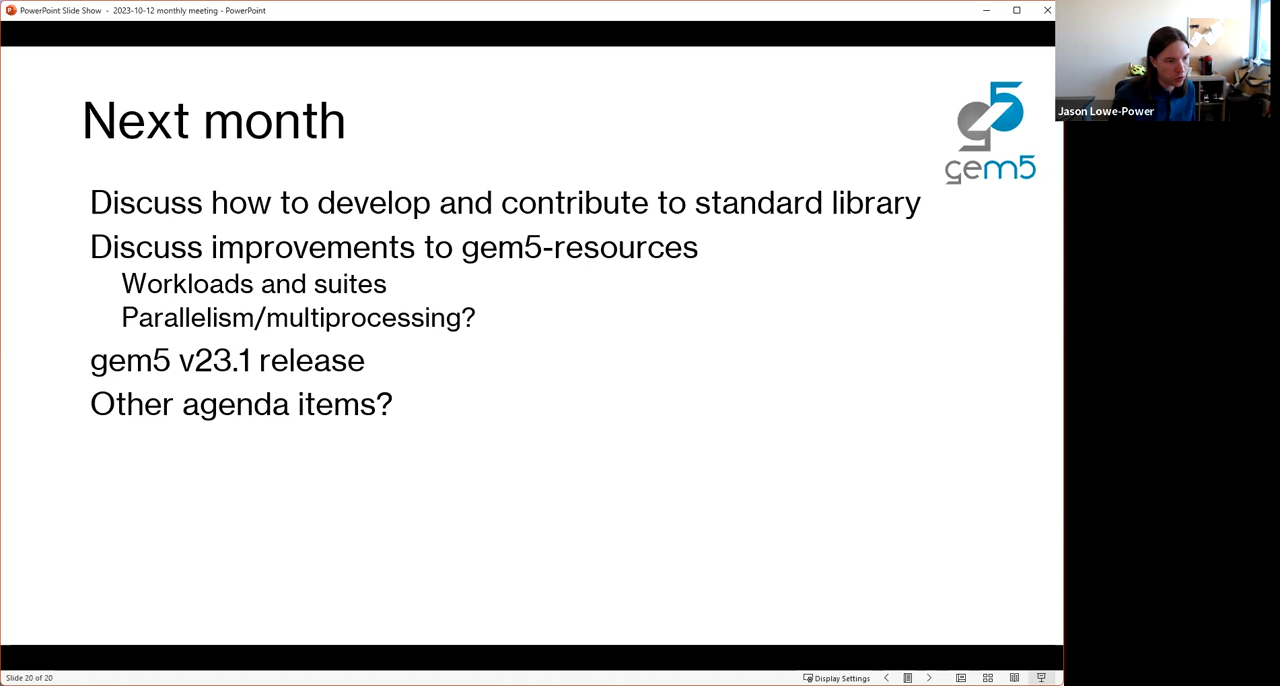 PowerPoint Slide Show - 2023-10-12 monthly meeting - PowerPoint
Next month
gem5
Jason Lowe-Power
Discuss how to develop and contribute to standard library
Discuss improvements to gem5-resources
Workloads and suites
Parallelism/multiprocessing?
gem5 v23.1 release
Other agenda items?
Slide 20 of 20
Display Settings